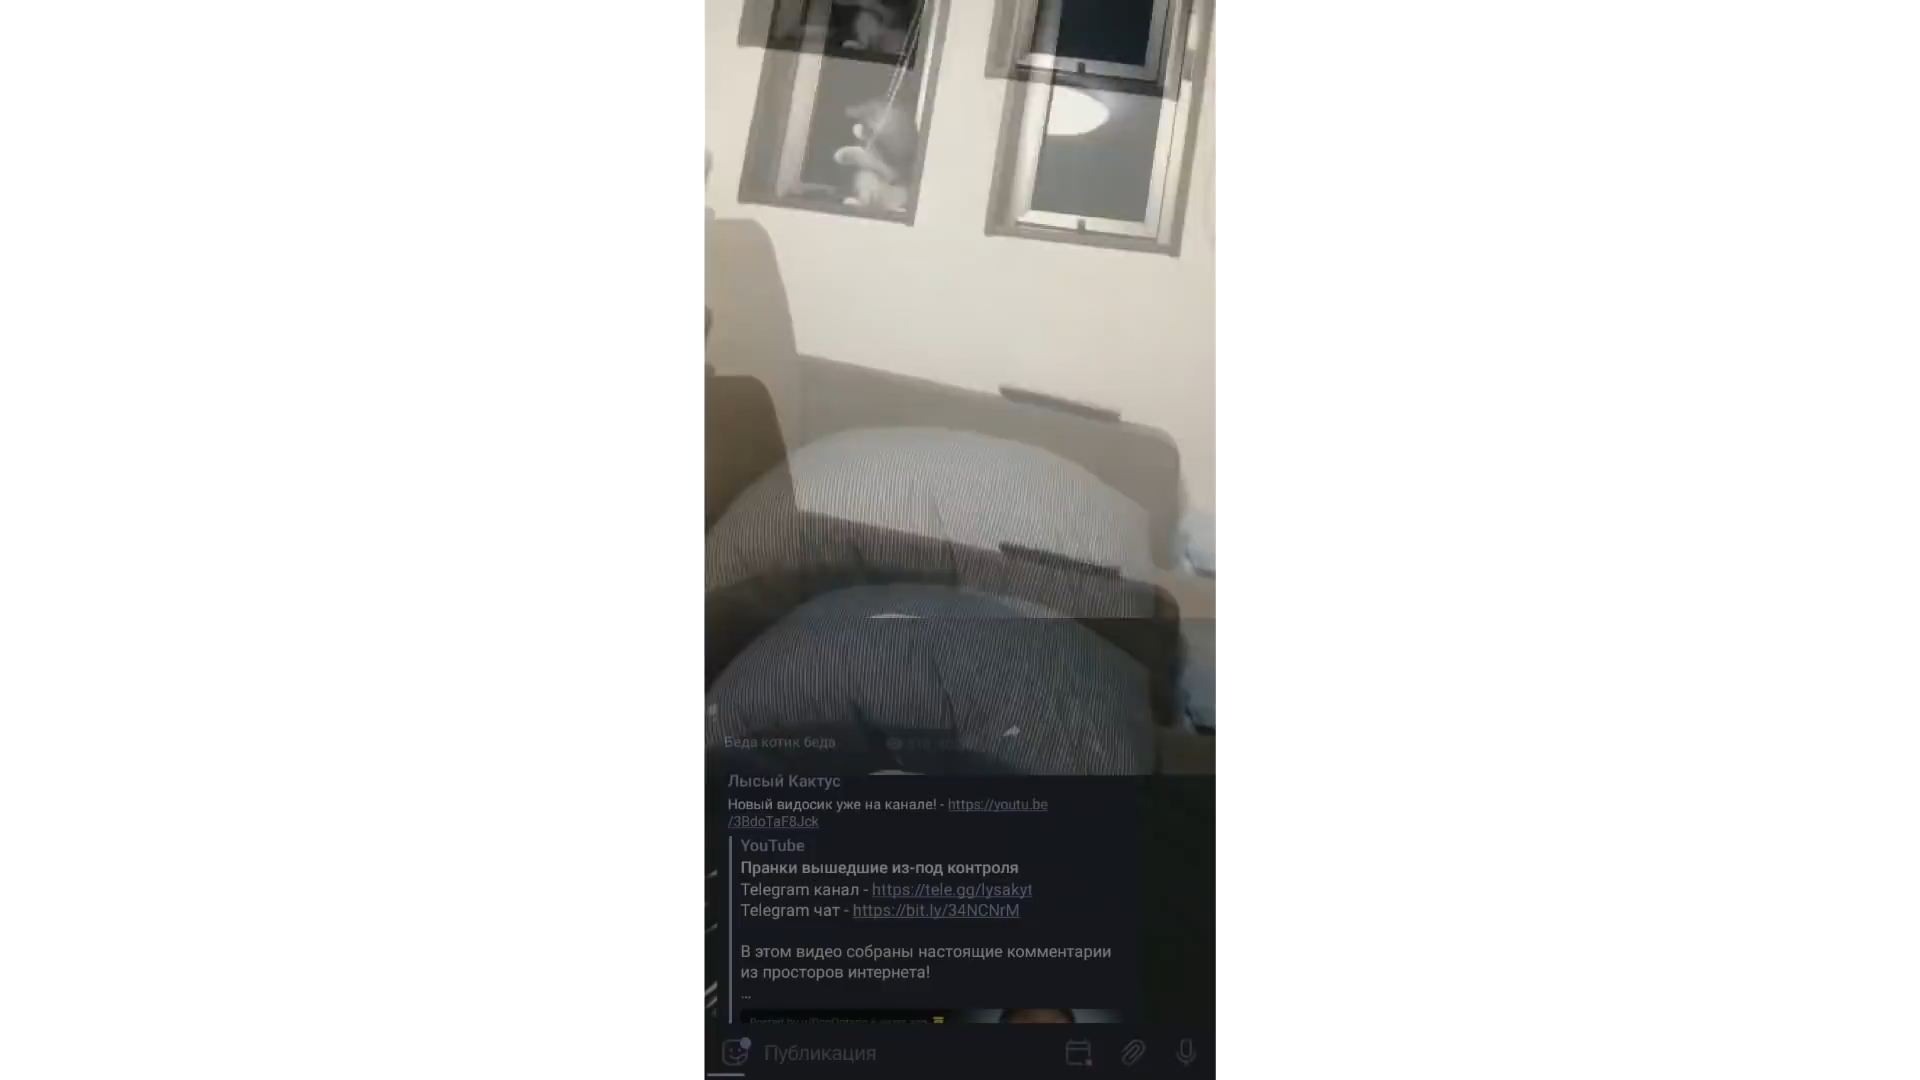 Беда котик беда
Лысый Кактус
Новый видосик уже на канале! - https://youtu.be
/3BdoTaF8Jck
YouTube
Пранки вышедшие из-под контроля
Telegram канал - https://tele.gg/lysakyt
Telegram чат - https://bit.ly/34NCNrM
В этом видео собраны настоящие комментарии
из просторов интернета!
...
Публикация